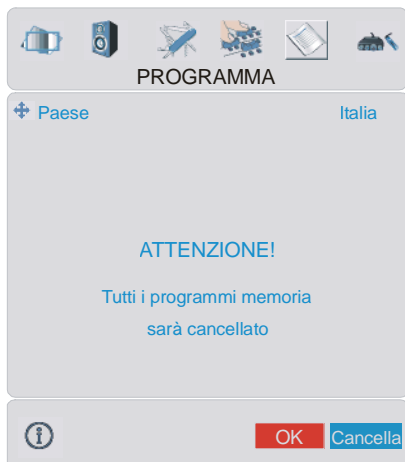 PROGRAMMA
Paese Italia
ATTENZIONE!
Tutti i programmi memoria
sarà cancellato
OK Cancella